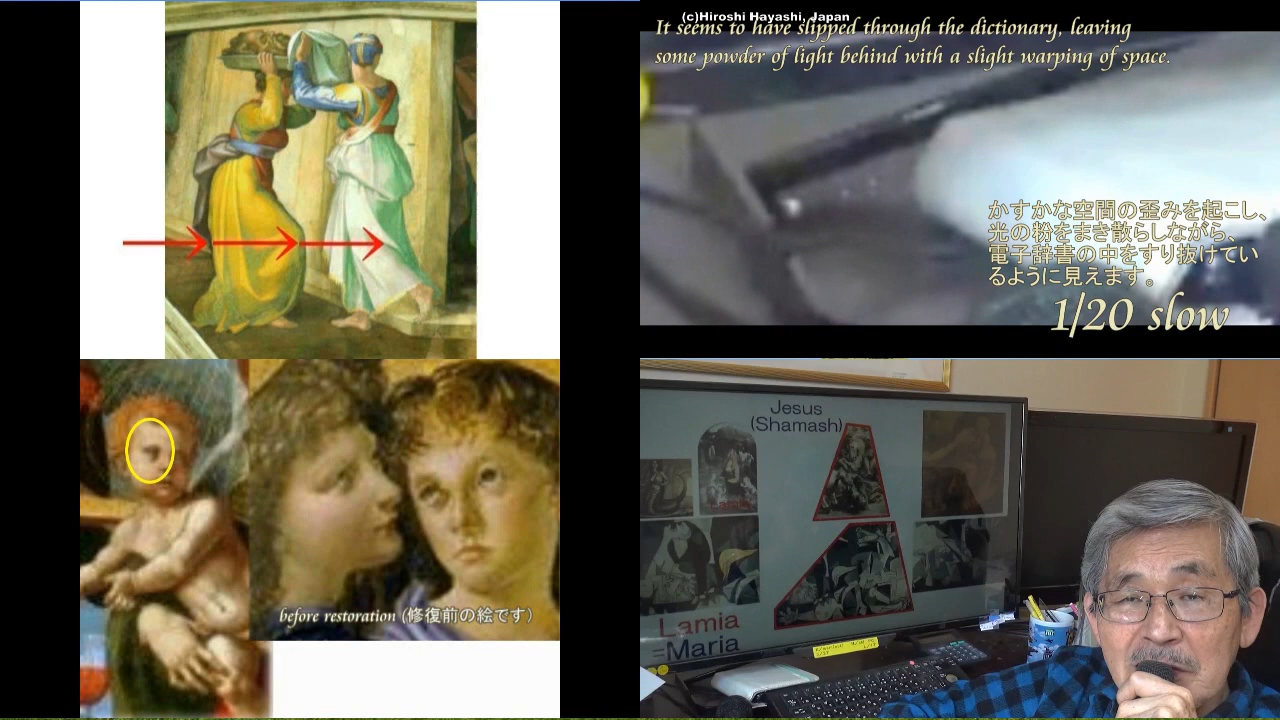 (c)Hiroshi Hayashi, Japan
It seems to have slipped through the dictionary, leaving
some powder of light behind with a slight warping of space.
かすかな空間の歪みを起こし、
光の粉をまき散らしながら、
電子辞書の中をすり抜けてい
るように見えます。
1/20 slow
before restoration (修復前の絵です)
Jesus
(Shamash)
Lamia
Lamia
=Maria